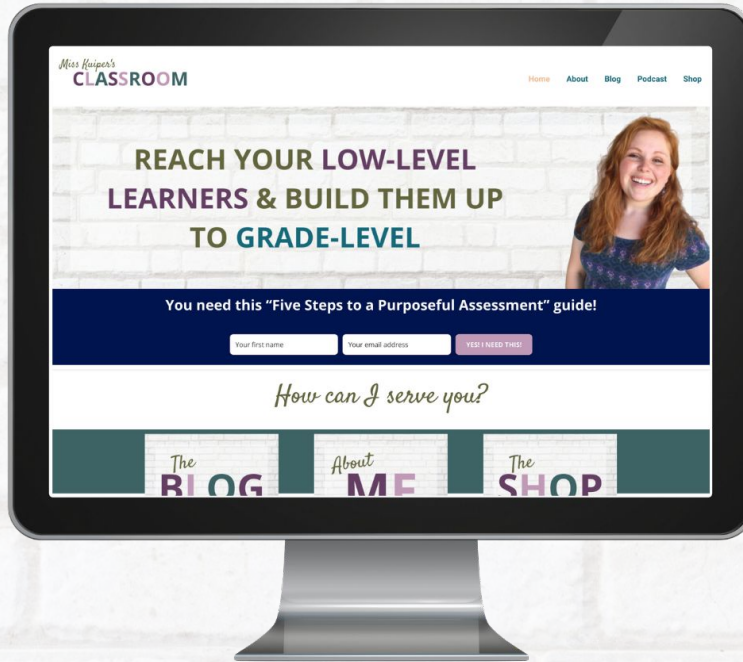 Miss Kuiper's
CLASSROOM
Home About Blog Podcast Shop
REACH YOUR LOW-LEVEL
LEARNERS & BUILD THEM UP
TO GRADE-LEVEL
You need this “Five Steps to a Purposeful Assessment” guide!
Your first name Your email address YES! I NEED THIS!
How can I serve you?
The About The
BLOG ME SHOP